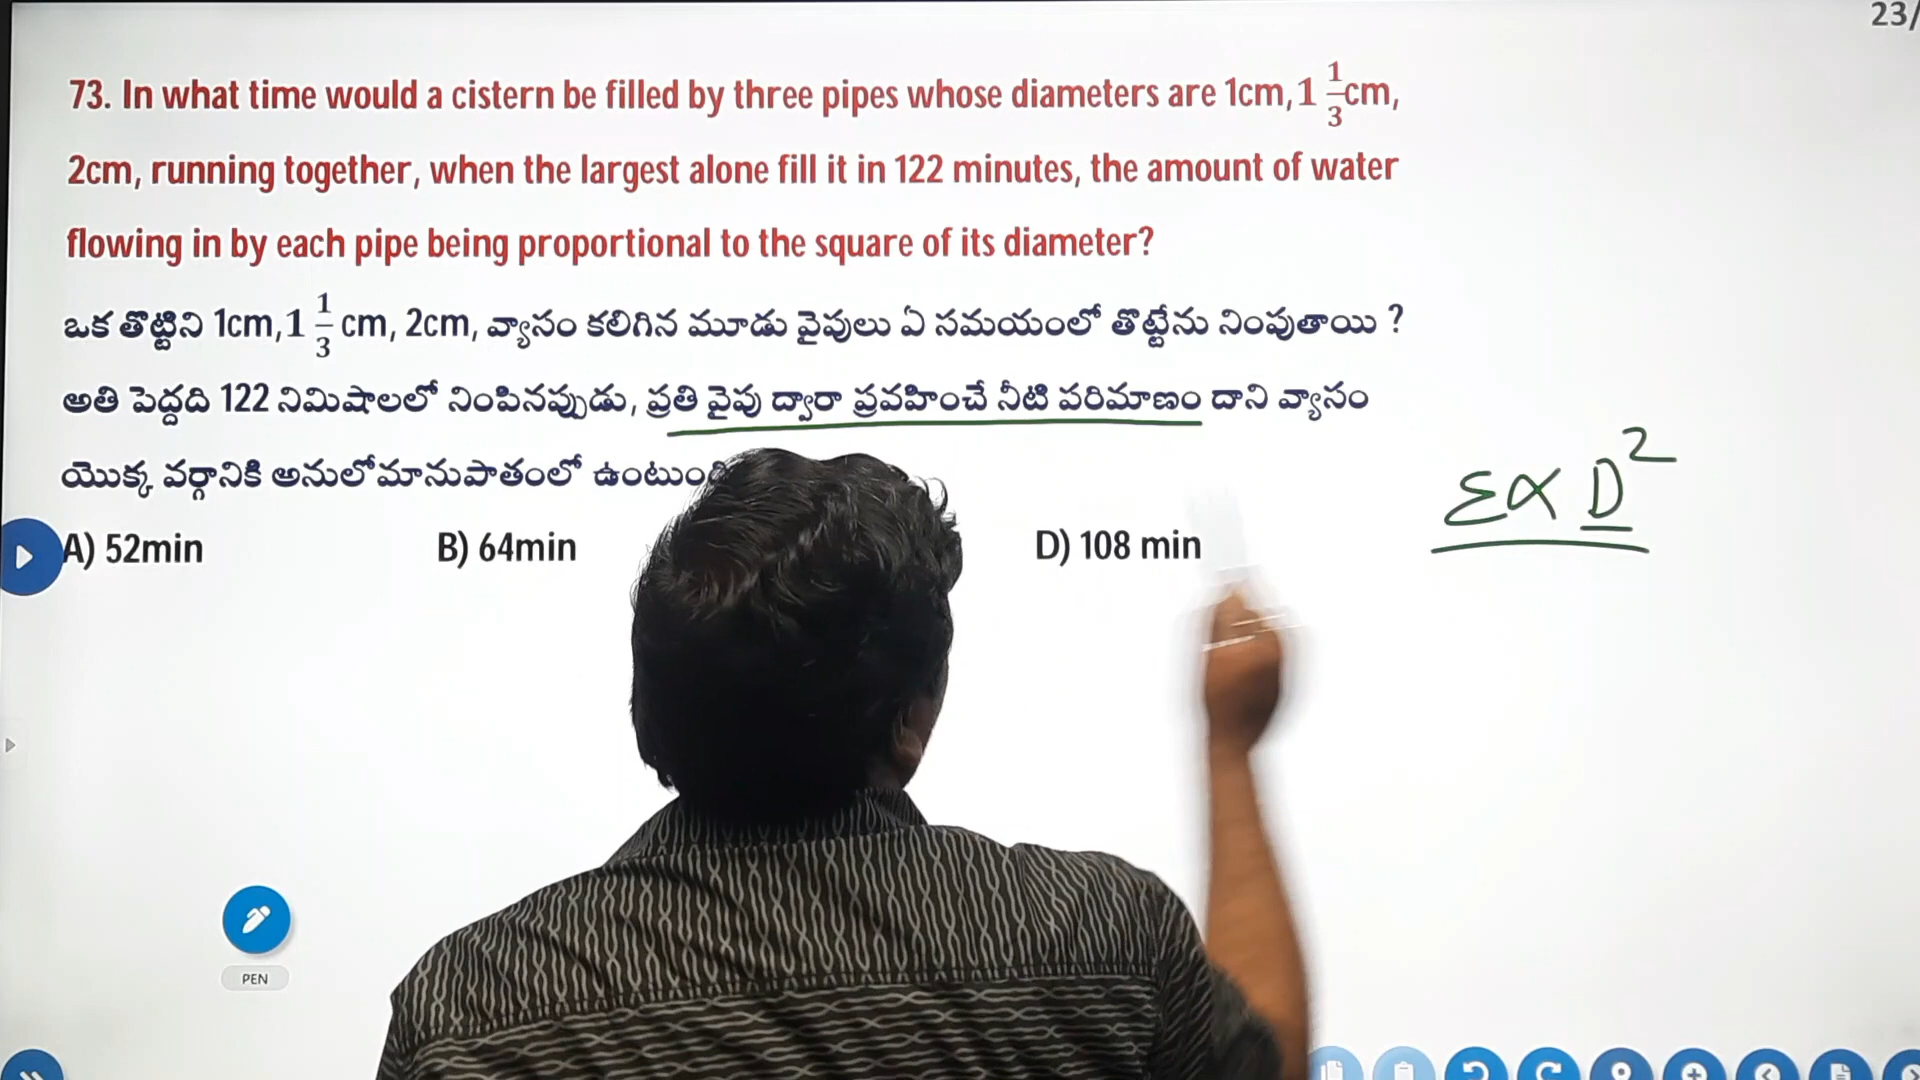 23/
73. In what time would a cistern be filled by three pipes whose diameters are 1cm, 1 1/3 cm,
2cm, running together, when the largest alone fill it in 122 minutes, the amount of water
flowing in by each pipe being proportional to the square of its diameter?
ఒక తొట్టిని 1cm, 1 1/3 cm, 2cm, వ్యాసం కలిగిన మూడు వైపులు ఏ సమయంలో తొట్టేను నింపుతాయి ?
అతి పెద్దది 122 నిమిషాలలో నింపినప్పుడు, ప్రతి వైపు ద్వారా ప్రవహించే నీటి పరిమాణం దాని వ్యాసం
యొక్క వర్గానికి అనులోమానుపాతంలో
A) 52min B) 64min D) 108 min
Σ∝ D²
PEN